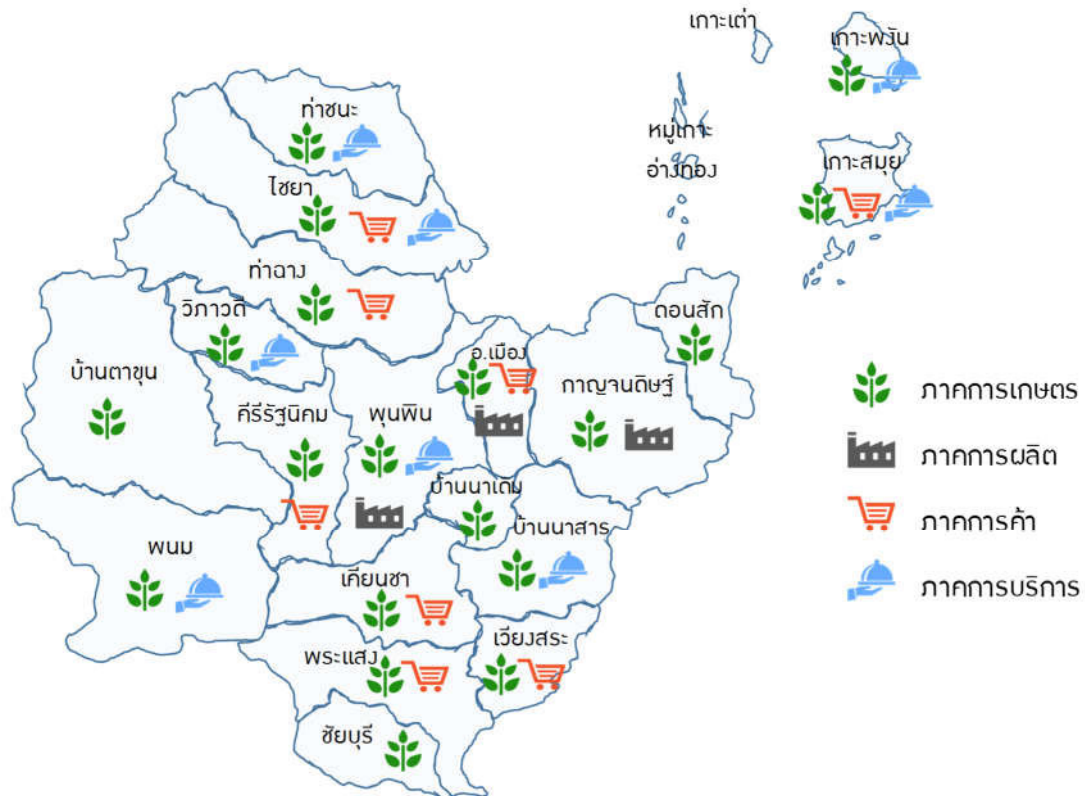 เกาะเต่า
เกาะพงัน
ท่าชนะ
หมู่เกาะ
อ่างทอง
เกาะสมุย
ไชยา
ท่าฉาง
วิภาวดี
ดอนสัก
อ.เมือง
บ้านตาขุน
กาญจนดิษฐ์
คีรีรัฐนิคม
พุนพิน
ภาคการเกษตร
ภาคการผลิต
บ้านนาเดิม
บ้านนาสาร
ภาคการค้า
พนม
เคียนซา
ภาคการบริการ
เวียงสระ
พระแสง
ชัยบุรี